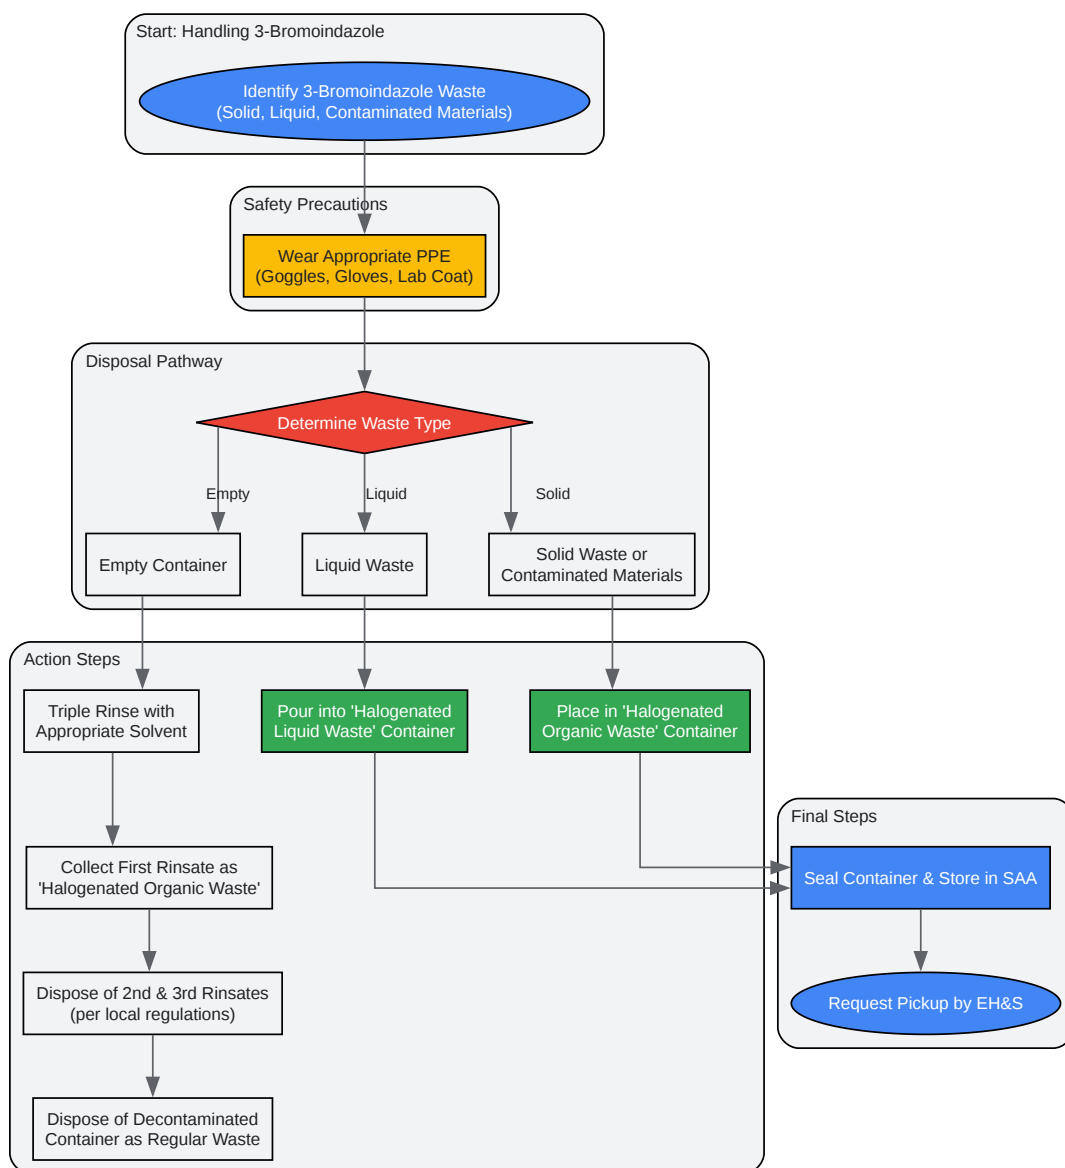 Start: Handling 3-Bromoindazole
Identify 3-Bromoindazole Waste
(Solid, Liquid, Contaminated Materials)
Safety Precautions
Wear Appropriate PPE
(Goggles, Gloves, Lab Coat)
Disposal Pathway
Determine Waste Type
Empty
Liquid
Solid
Empty Container
Liquid Waste
Solid Waste or
Contaminated Materials
Action Steps
Triple Rinse with
Appropriate Solvent
Pour into 'Halogenated
Liquid Waste' Container
Place in 'Halogenated
Organic Waste' Container
Collect First Rinsate as
'Halogenated Organic Waste'
Dispose of 2nd & 3rd Rinsates
(per local regulations)
Dispose of Decontaminated
Container as Regular Waste
Final Steps
Seal Container & Store in SAA
Request Pickup by EH&S